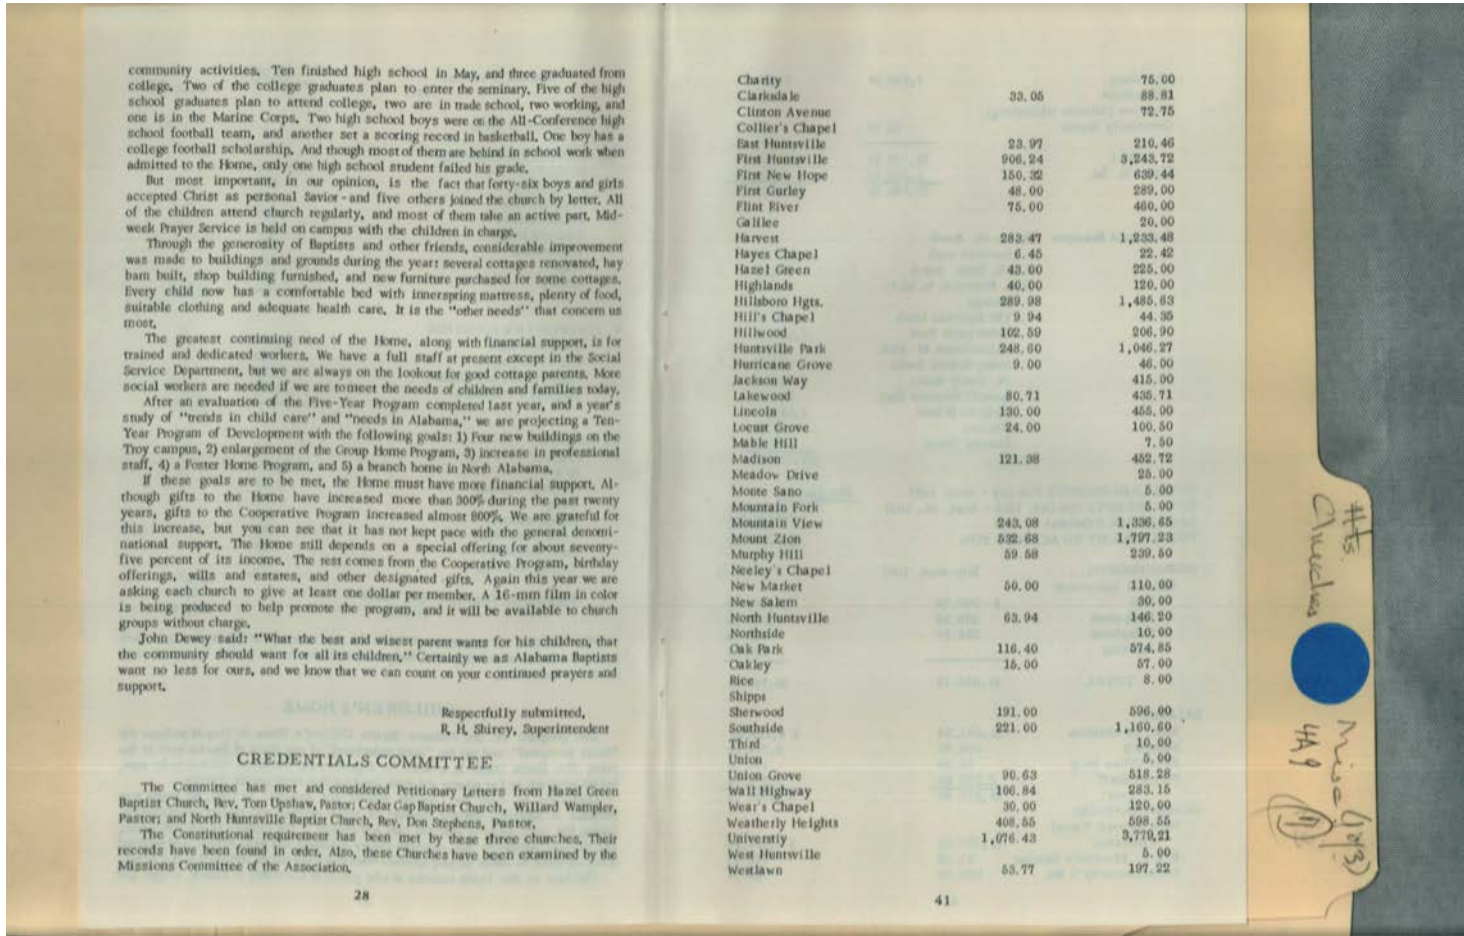 community activities. Ten finished high school in May, and three graduated from
college. Two of the college graduates plan to enter the seminary. Five of the high
school graduates plan to attend college, two are in trade school, two working, and
one is in the Marine Corps. Two high school boys were on the All-Conference high
school football team, and another set a scoring record in basketball. One boy has a
college football scholarship. And though most of them are behind in school work when
admitted to the Home, only one high school student failed his grade.
But most important, in our opinion, is the fact that forty-six boys and girls
accepted Christ as personal Savior - and five others joined the church by letter. All
of the children attend church regularly, and most of them take an active part. Mid-
week Prayer Service is held on campus with the children in charge.
Through the generosity of Baptists and other friends, considerable improvement
was made to buildings and grounds during the year: several cottages renovated, hay
barn built, shop building furnished, and new furniture purchased for some cottages.
Every child now has a comfortable bed with innerspring mattress, plenty of food,
suitable clothing and adequate health care. It is the "other needs" that concern us
most.
The greatest continuing need of the Home, along with financial support, is for
trained and dedicated workers. We have a full staff at present except in the Social
Service Department, but we are always on the lookout for good cottage parents. More
social workers are needed if we are to meet the needs of children and families today.
After an evaluation of the Five-Year Program completed last year, and a year's
study of "trends in child care" and "needs in Alabama," we are projecting a Ten-
Year Program of Development with the following goals: 1) Four new buildings on the
Troy campus, 2) enlargement of the Group Home Program, 3) increase in professional
staff, 4) a Foster Home Program, and 5) a branch home in North Alabama.
If these goals are to be met, the Home must have more financial support. Al-
though gifts to the Home have increased more than 300% during the past twenty
years, gifts to the Cooperative Program increased almost 800%. We are grateful for
this increase, but you can see that it has not kept pace with the general denomi-
national support. The Home still depends on a special offering for about seventy-
five percent of its income. The rest comes from the Cooperative Program, birthday
offerings, wills and estates, and other designated gifts. Again this year we are
asking each church to give at least one dollar per member. A 16-mm film in color
is being produced to help promote the program, and it will be available to church
groups without charge.
John Dewey said: "What the best and wisest parent wants for his children, that
the community should want for all its children." Certainly we as Alabama Baptists
want no less for ours, and we know that we can count on your continued prayers and
support.
Respectfully submitted,
R. H. Shirey, Superintendent
CREDENTIALS COMMITTEE
The Committee has met and considered Petitionary Letters from Hazel Green
Baptist Church, Rev. Tom Upshaw, Pastor; Cedar Gap Baptist Church, Willard Wampler,
Pastor; and North Huntsville Baptist Church, Rev. Don Stephens, Pastor.
The Constitutional requirement has been met by these three churches. Their
records have been found in order. Also, these Churches have been examined by the
Missions Committee of the Association.
28
Charity 75.00
Clarksdale 33.05 88.81
Clinton Avenue 72.75
Collier's Chapel
East Huntsville 23.97 210.46
First Huntsville 906.24 3,243.72
First New Hope 150.32 639.44
First Gurley 48.00 289.00
Flint River 75.00 460.00
Galilee 20.00
Harvest 283.47 1,233.48
Hayes Chapel 6.45 22.42
Hazel Green 43.00 225.00
Highlands 40.00 120.00
Hillsboro Hgts. 289.98 1,485.63
Hill's Chapel 9.94 44.35
Hillwood 102.59 206.90
Huntsville Park 248.60 1,046.27
Hurricane Grove 9.00 46.00
Jackson Way 415.00
Lakewood 80.71 435.71
Lincoln 130.00 455.00
Locust Grove 24.00 100.50
Mable Hill 7.50
Madison 121.38 452.72
Meadow Drive 25.00
Monte Sano 5.00
Mountain Fork 5.00
Mountain View 243.08 1,336.65
Mount Zion 532.68 1,797.23
Murphy Hill 59.58 239.50
Neeley's Chapel
New Market 50.00 110.00
New Salem 30.00
North Huntsville 63.94 146.20
Northside 10.00
Oak Park 116.40 574.85
Oakley 15.00 57.00
Rice 8.00
Shipps
Sherwood 191.00 596.00
Southside 221.00 1,160.60
Third 10.00
Union 5.00
Union Grove 90.63 518.28
Wall Highway 106.84 283.15
Wear's Chapel 30.00 120.00
Weatherly Heights 408.55 598.55
Universtiy 1,076.43 3,779.21
West Huntsville 5.00
Westlawn 53.77 197.22
41
Hts.
Churches
Misc (1 of 3)
4A9
11